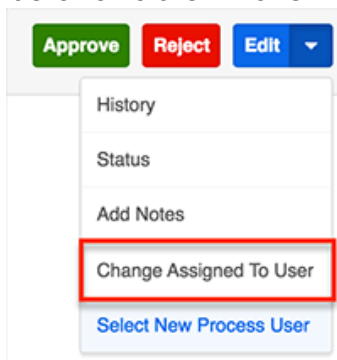 Approve Reject Edit
History
Status
Add Notes
Change Assigned To User
Select New Process User